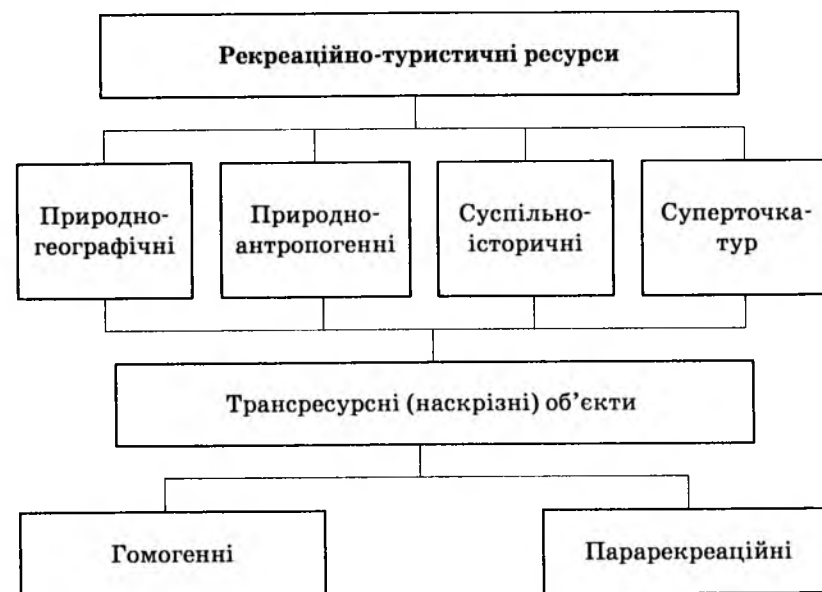 Рекреаційно-туристичні ресурси
Природно-
географічні
Природно-
антропогенні
Суспільно-
історичні
Суперточка-
тур
Трансресурсні (наскрізні) об’єкти
Гомогенні
Парарекреаційні